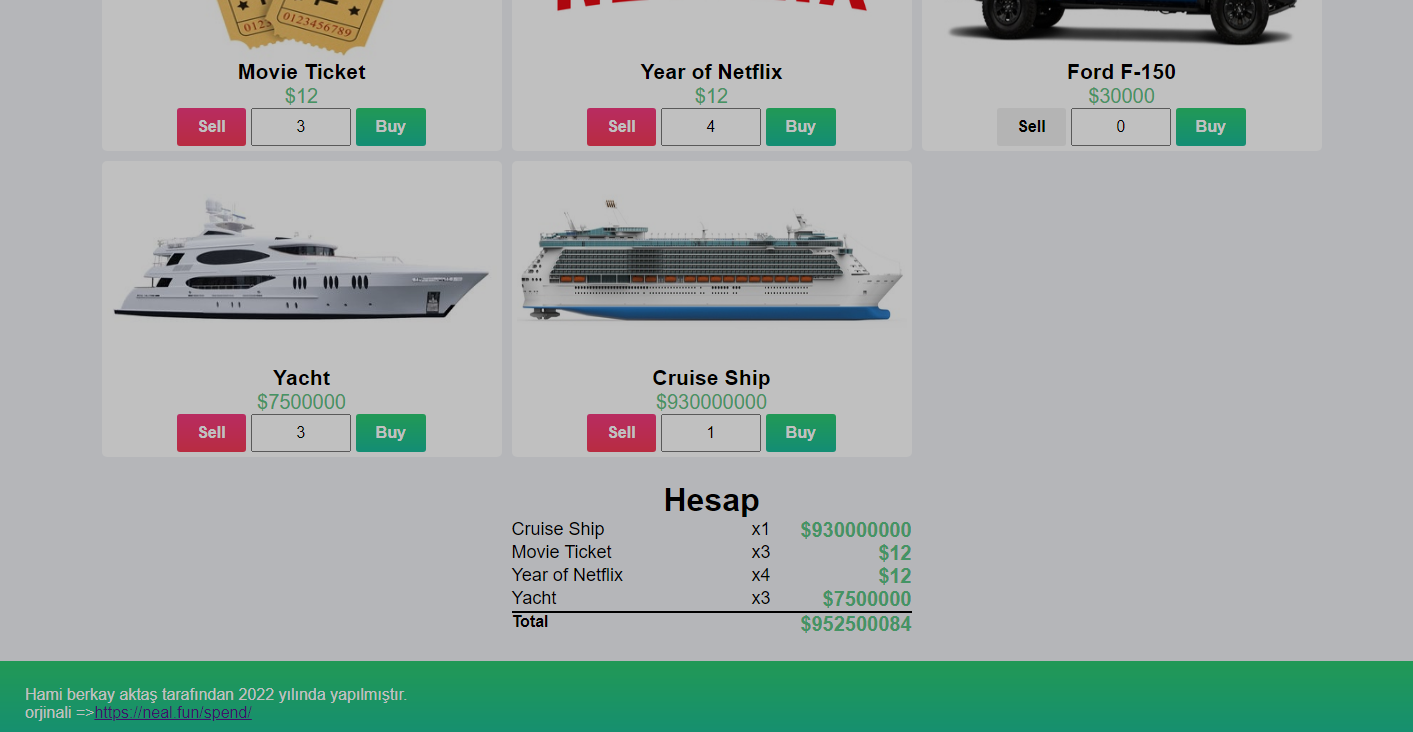 0123456789
Movie Ticket
$12
Sell 3 Buy
Year of Netflix
$12
Sell 4 Buy
Ford F-150
$30000
Sell 0 Buy
Yacht
$7500000
Sell 3 Buy
Cruise Ship
$930000000
Sell 1 Buy
Hesap
Cruise Ship x1 $930000000
Movie Ticket x3 $12
Year of Netflix x4 $12
Yacht x3 $7500000
Total $952500084
Hami berkay aktaş tarafından 2022 yılında yapılmıştır.
orjinali =>https://neal.fun/spend/